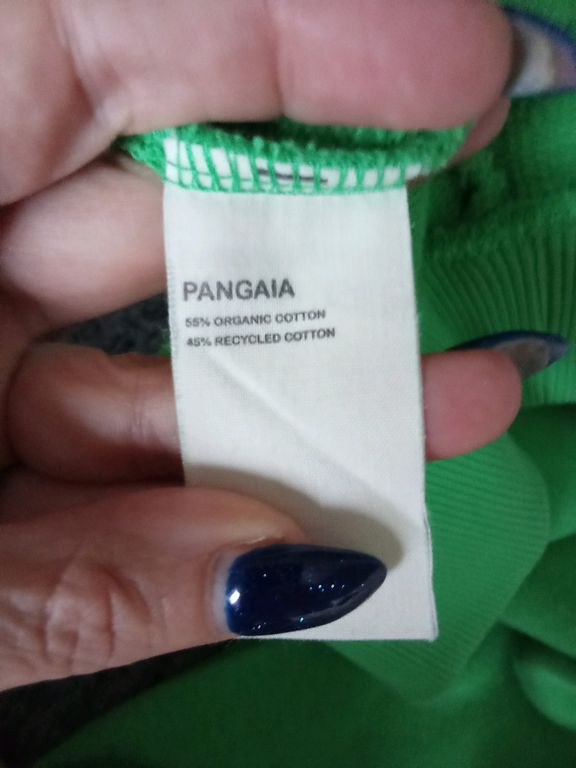 PANGAIA
55% ORGANIC COTTON
45% RECYCLED COTTON